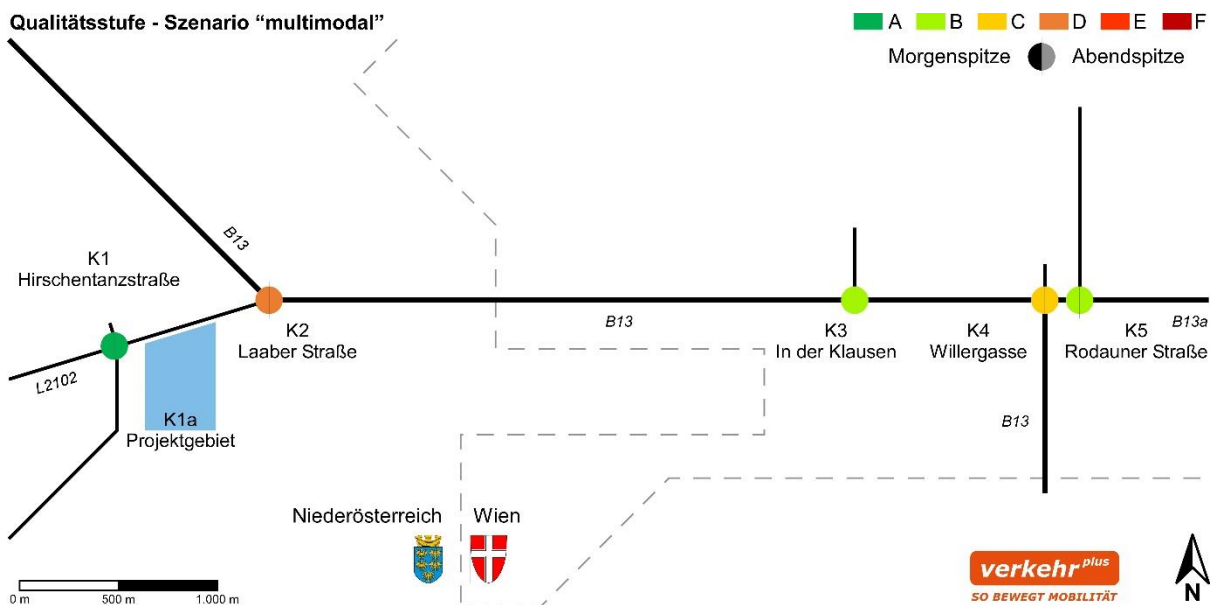 Qualitätsstufe - Szenario “multimodal”
A B C D E F
Morgenspitze Abendspitze
B13
K1
Hirschentanzstraße
K2
Laaber Straße
B13
K3
In der Klausen
K4
Willergasse
K5
Rodauner Straße
B13a
L2102
K1a
Projektgebiet
B13
Niederösterreich Wien
verkehr plus
SO BEWEGT MOBILITÄT
0 m 500 m 1.000 m
N